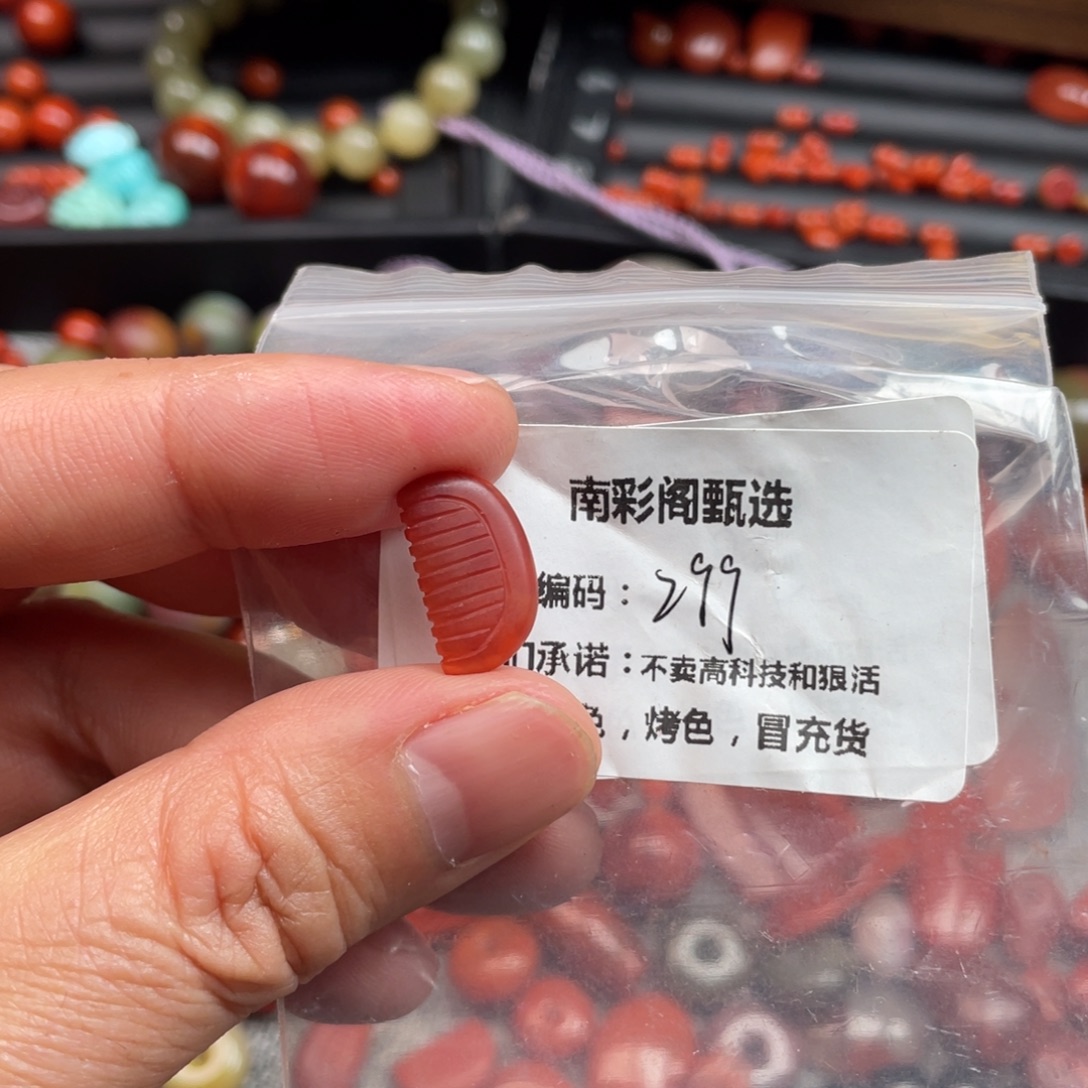 南彩阁甄选
编码：299
承诺：不卖高科技和狠活
色，烤色，冒充货